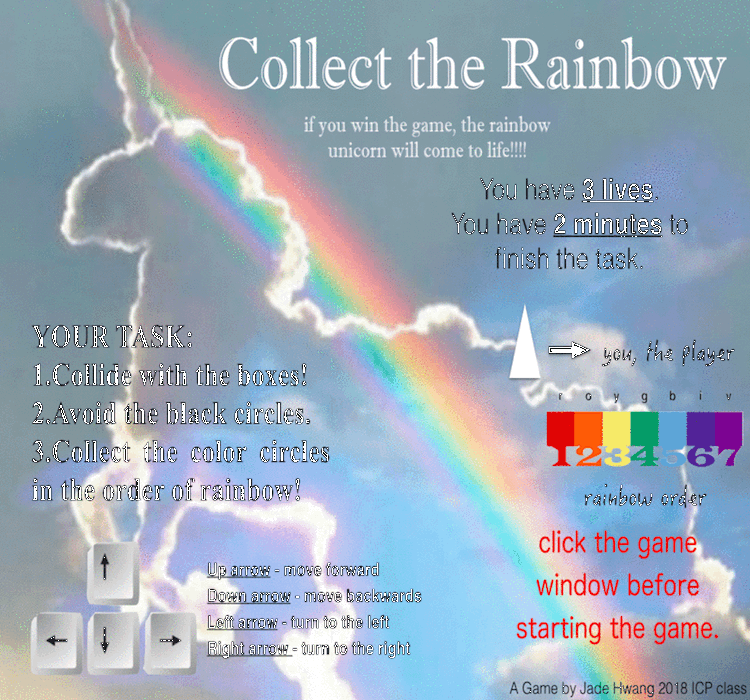 Collect the Rainbow
if you win the game, the rainbow
unicorn will come to life!!!!
You have 3 lives.
You have 2 minutes to
finish the task.
YOUR TASK:
1.Collide with the boxes!
2.Avoid the black circles.
3.Collect the color circles
in the order of rainbow!
you, the player
r o y g b i v
1234567
rainbow order
click the game
window before
starting the game.
Up arrow - move forward
Down arrow - move backwards
Left arrow - turn to the left
Right arrow - turn to the right
A Game by Jade Hwang 2018 ICP class